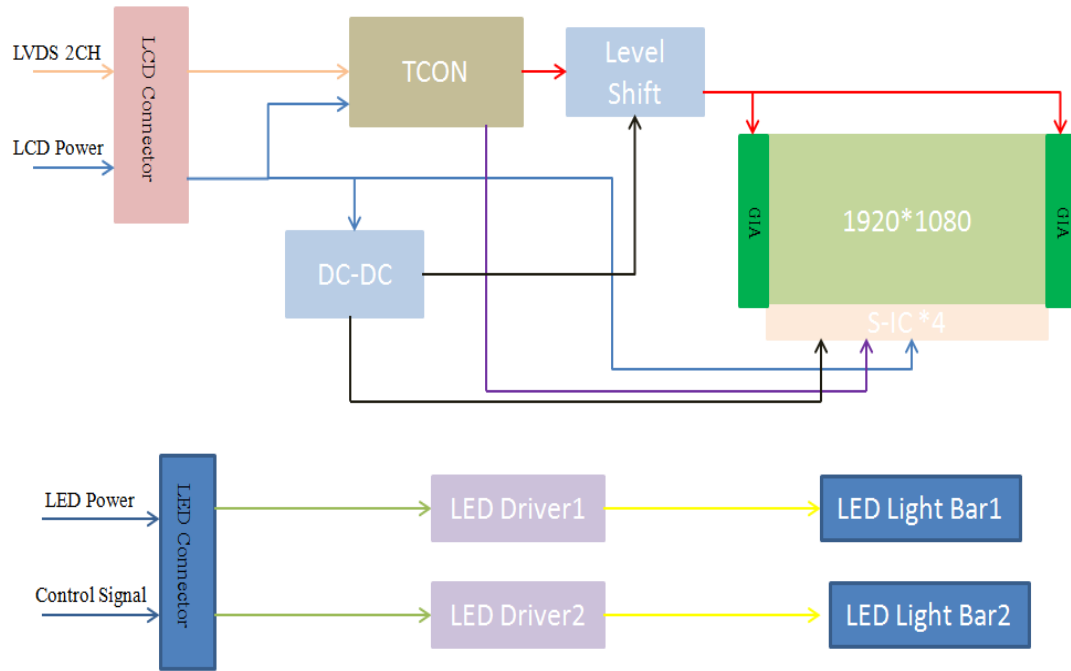 LVDS 2CH
LCD Power
LCD Connector
TCON
Level
Shift
DC-DC
GIA
1920*1080
GIA
S-IC *4
LED Power
Control Signal
LED Connector
LED Driver1
LED Light Bar1
LED Driver2
LED Light Bar2